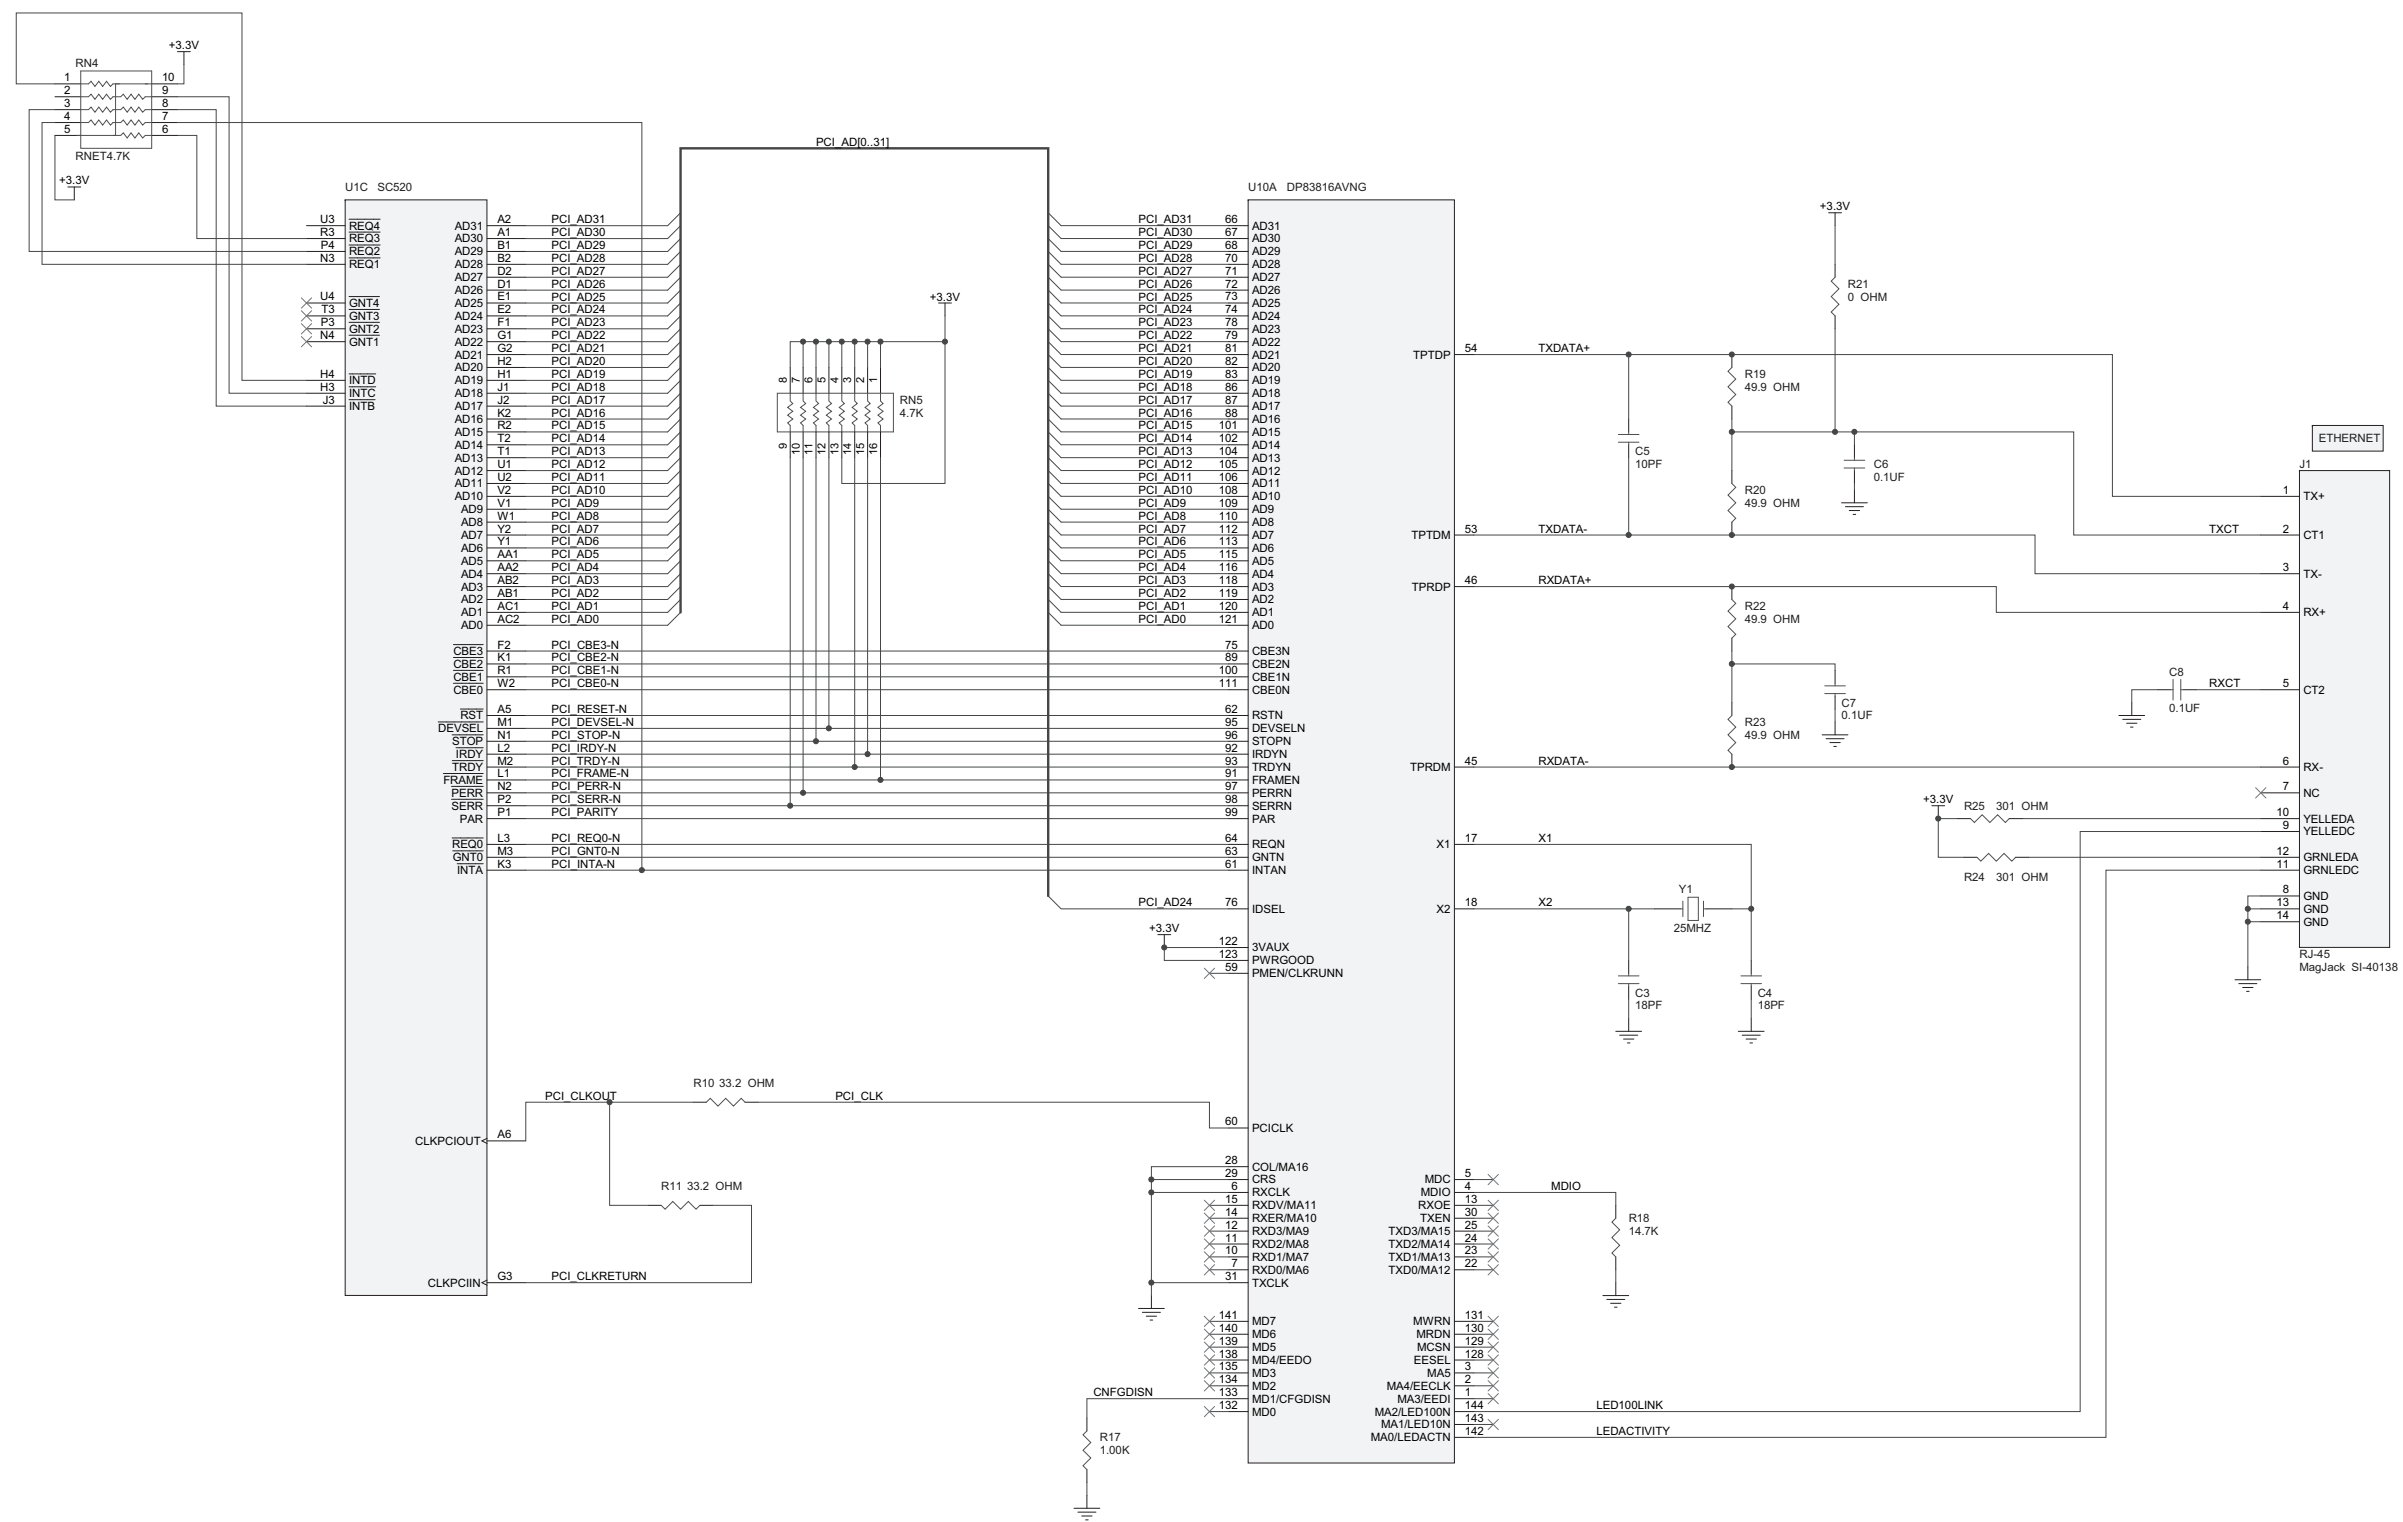 +3.3V
RN4
1 10
2 9
3 8
4 7
5 6
RNET4.7K
+3.3V
PCI_AD[0..31]
U1C SC520
U3 REQ4
R3 REQ3
P4 REQ2
N3 REQ1
U4 GNT4
T3 GNT3
P3 GNT2
N4 GNT1
H4 INTD
H3 INTC
J3 INTB
AD31 A2 PCI_AD31
AD30 A1 PCI_AD30
AD29 B1 PCI_AD29
AD28 B2 PCI_AD28
AD27 D2 PCI_AD27
AD26 D1 PCI_AD26
AD25 E1 PCI_AD25
AD24 E2 PCI_AD24
AD23 F1 PCI_AD23
AD22 G1 PCI_AD22
AD21 G2 PCI_AD21
AD20 H2 PCI_AD20
AD19 H1 PCI_AD19
AD18 J1 PCI_AD18
AD17 J2 PCI_AD17
AD16 K2 PCI_AD16
AD15 R2 PCI_AD15
AD14 T2 PCI_AD14
AD13 T1 PCI_AD13
AD12 U1 PCI_AD12
AD11 U2 PCI_AD11
AD10 V2 PCI_AD10
AD9 V1 PCI_AD9
AD8 W1 PCI_AD8
AD7 Y2 PCI_AD7
AD6 Y1 PCI_AD6
AD5 AA1 PCI_AD5
AD4 AA2 PCI_AD4
AD3 AB2 PCI_AD3
AD2 AB1 PCI_AD2
AD1 AC1 PCI_AD1
AD0 AC2 PCI_AD0
CBE3 F2 PCI_CBE3-N
CBE2 K1 PCI_CBE2-N
CBE1 R1 PCI_CBE1-N
CBE0 W2 PCI_CBE0-N
RST A5 PCI_RESET-N
DEVSEL M1 PCI_DEVSEL-N
STOP N1 PCI_STOP-N
IRDY L2 PCI_IRDY-N
TRDY M2 PCI_TRDY-N
FRAME L1 PCI_FRAME-N
PERR N2 PCI_PERR-N
SERR P2 PCI_SERR-N
PAR P1 PCI_PARITY
REQ0 L3 PCI_REQ0-N
GNT0 M3 PCI_GNT0-N
INTA K3 PCI_INTA-N
CLKPCIOUT A6 PCI_CLKOUT
R10 33.2 OHM
PCI_CLK
R11 33.2 OHM
CLKPCIIN G3 PCI_CLKRETURN
+3.3V
8 7 6 5 4 3 2 1
RN5
4.7K
9 10 11 12 13 14 15 16
U10A DP83816AVNG
PCI_AD31 66 AD31
PCI_AD30 67 AD30
PCI_AD29 68 AD29
PCI_AD28 70 AD28
PCI_AD27 71 AD27
PCI_AD26 72 AD26
PCI_AD25 73 AD25
PCI_AD24 74 AD24
PCI_AD23 78 AD23
PCI_AD22 79 AD22
PCI_AD21 81 AD21
PCI_AD20 82 AD20
PCI_AD19 83 AD19
PCI_AD18 86 AD18
PCI_AD17 87 AD17
PCI_AD16 88 AD16
PCI_AD15 101 AD15
PCI_AD14 102 AD14
PCI_AD13 104 AD13
PCI_AD12 105 AD12
PCI_AD11 106 AD11
PCI_AD10 108 AD10
PCI_AD9 109 AD9
PCI_AD8 110 AD8
PCI_AD7 112 AD7
PCI_AD6 113 AD6
PCI_AD5 115 AD5
PCI_AD4 116 AD4
PCI_AD3 118 AD3
PCI_AD2 119 AD2
PCI_AD1 120 AD1
PCI_AD0 121 AD0
75 CBE3N
89 CBE2N
100 CBE1N
111 CBE0N
62 RSTN
95 DEVSELN
96 STOPN
92 IRDYN
93 TRDYN
91 FRAMEN
97 PERRN
98 SERRN
99 PAR
64 REQN
63 GNTN
61 INTAN
PCI_AD24 76 IDSEL
+3.3V
122 3VAUX
123 PWRGOOD
59 PMEN/CLKRUNN
60 PCICLK
28 COL/MA16
29 CRS
6 RXCLK
15 RXDV/MA11
14 RXER/MA10
12 RXD3/MA9
11 RXD2/MA8
10 RXD1/MA7
7 RXD0/MA6
31 TXCLK
141 MD7
140 MD6
139 MD5
138 MD4/EEDO
135 MD3
134 MD2
CNFGDISN 133 MD1/CFGDISN
132 MD0
R17
1.00K
TPTDP 54 TXDATA+
TPTDM 53 TXDATA-
TPRDP 46 RXDATA+
TPRDM 45 RXDATA-
X1 17 X1
X2 18 X2
MDC 5
MDIO 4 MDIO
RXOE 13
TXEN 30
TXD3/MA15 25
TXD2/MA14 24
TXD1/MA13 23
TXD0/MA12 22
MWRN 131
MRDN 130
MCSN 129
EESEL 128
MA5 3
MA4/EECLK 2
MA3/EEDI 1
MA2/LED100N 144 LED100LINK
MA1/LED10N 143
MA0/LEDACTN 142 LEDACTIVITY
+3.3V
R21
0 OHM
R19
49.9 OHM
C5
10PF
C6
0.1UF
R20
49.9 OHM
R22
49.9 OHM
C7
0.1UF
R23
49.9 OHM
Y1
25MHZ
C3
18PF
C4
18PF
R18
14.7K
C8
0.1UF
RXCT
TXCT
+3.3V
R25 301 OHM
R24 301 OHM
ETHERNET
J1
1 TX+
2 CT1
3 TX-
4 RX+
5 CT2
6 RX-
7 NC
10 YELLEDA
9 YELLEDC
12 GRNLEDA
11 GRNLEDC
8 GND
13 GND
14 GND
RJ-45
MagJack SI-40138